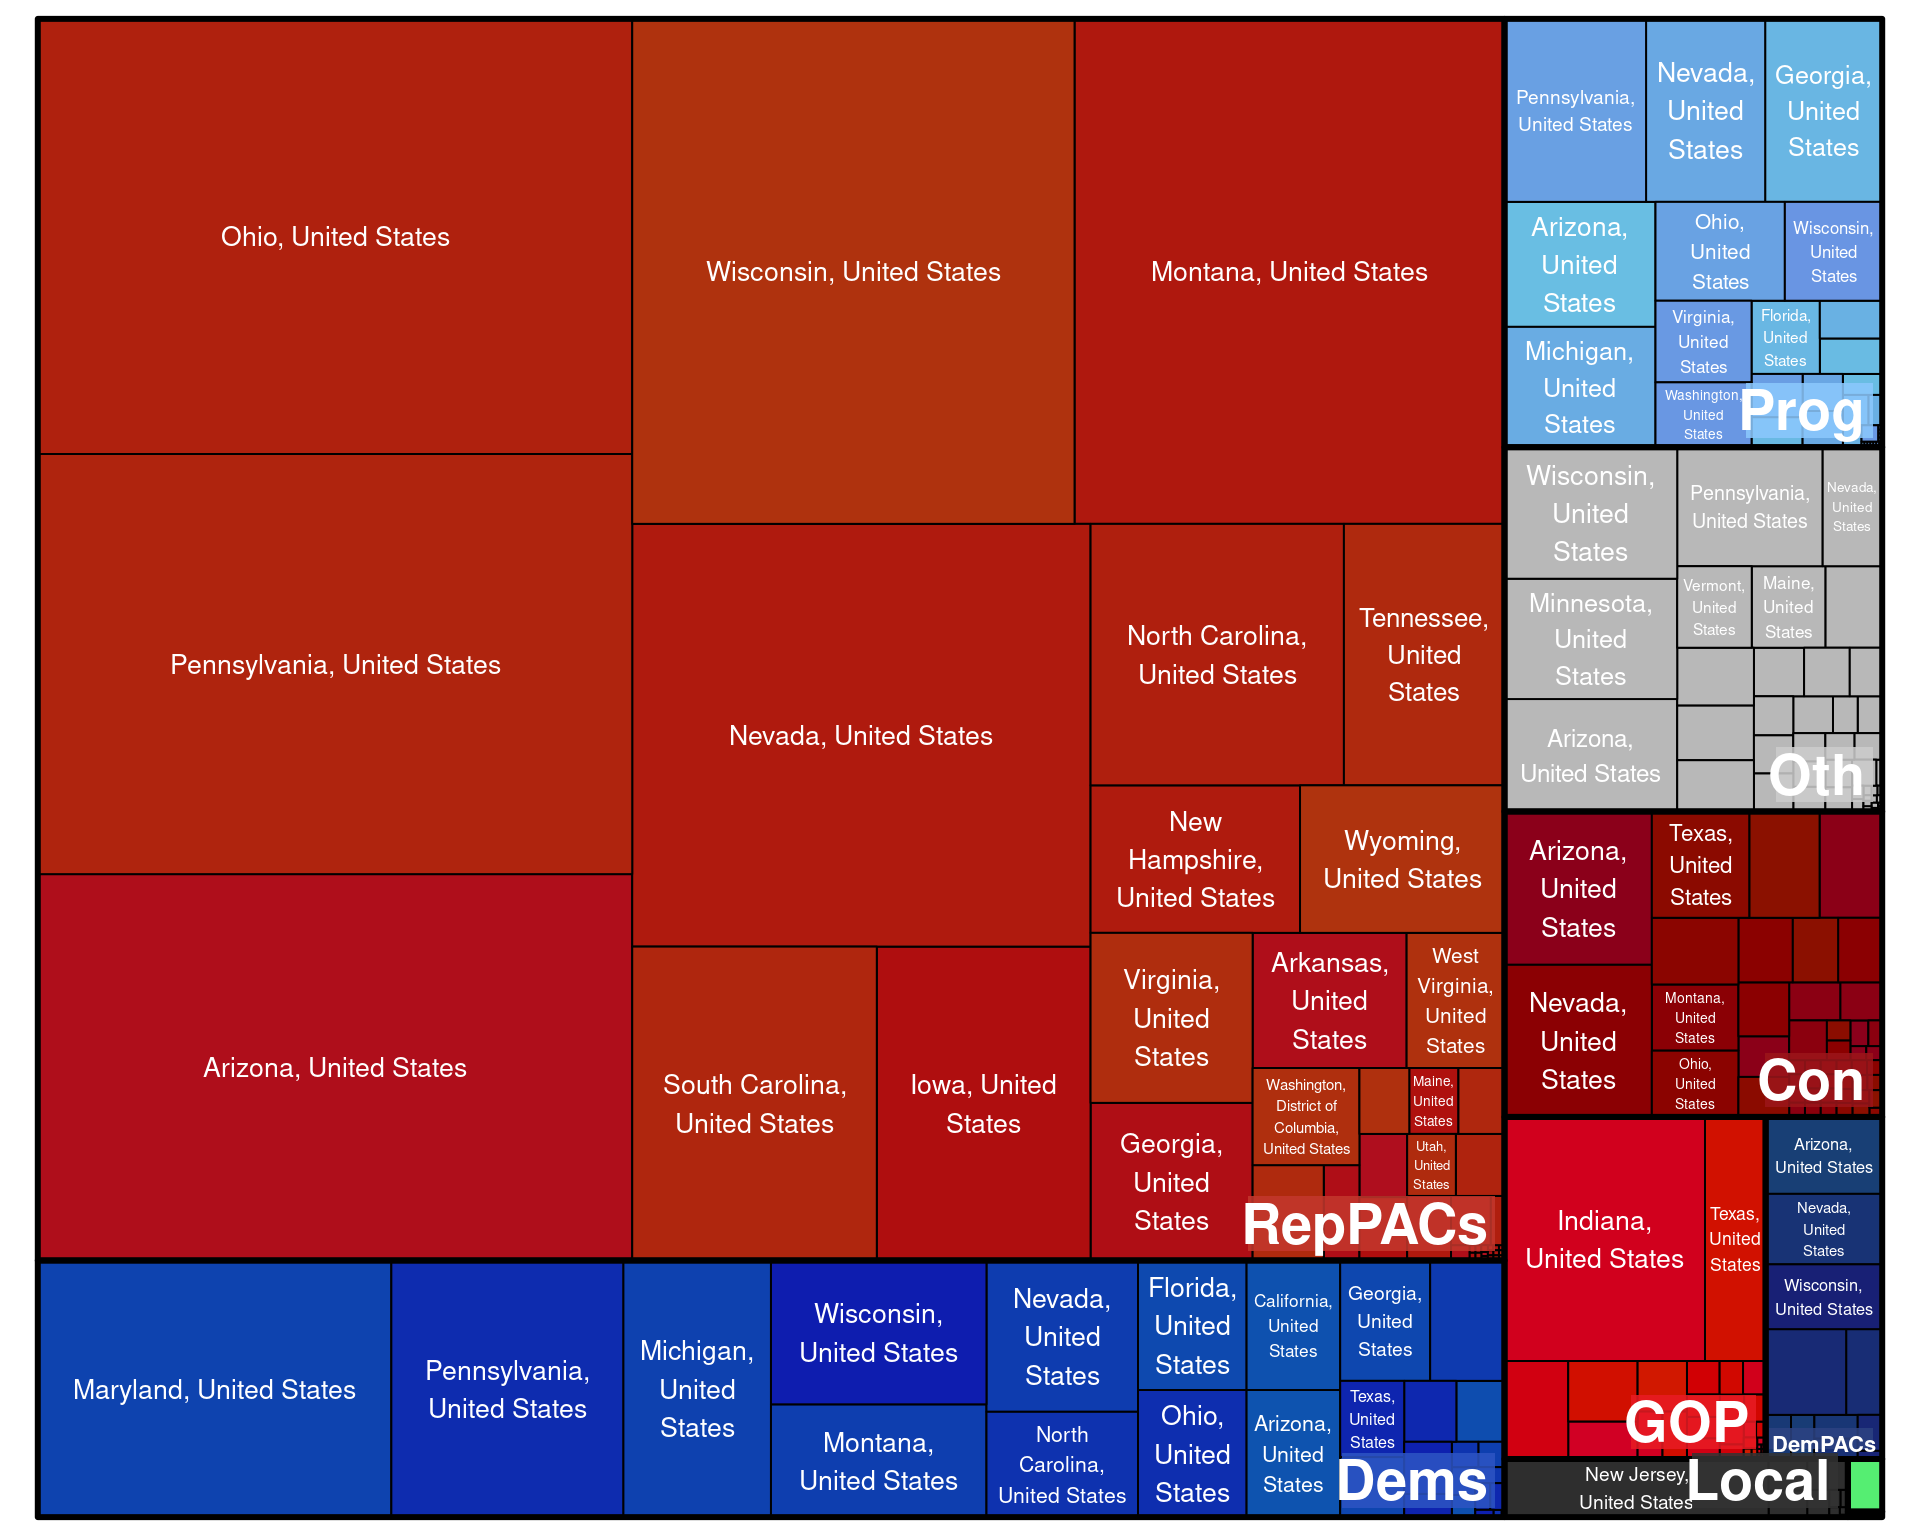 Ohio, United States
Pennsylvania, United States
Arizona, United States
Wisconsin, United States
Montana, United States
Nevada, United States
South Carolina,
United States
Iowa, United
States
North Carolina,
United States
Tennessee,
United
States
New
Hampshire,
United States
Wyoming,
United States
Virginia,
United
States
Georgia,
United
States
Arkansas,
United
States
West
Virginia,
United
States
Washington,
District of
Columbia,
United States
Maine,
United
States
Utah,
United
States
RepPACs
Maryland, United States
Pennsylvania,
United States
Michigan,
United
States
Wisconsin,
United States
Montana,
United States
Nevada,
United
States
North
Carolina,
United States
Florida,
United
States
Ohio,
United
States
California,
United
States
Arizona,
United
States
Georgia,
United
States
Texas,
United
States
Dems
Pennsylvania,
United States
Nevada,
United
States
Georgia,
United
States
Arizona,
United
States
Michigan,
United
States
Ohio,
United
States
Wisconsin,
United
States
Virginia,
United
States
Florida,
United
States
Washington,
United
States
Prog
Wisconsin,
United
States
Minnesota,
United
States
Arizona,
United States
Pennsylvania,
United States
Nevada,
United
States
Vermont,
United
States
Maine,
United
States
Oth
Arizona,
United
States
Nevada,
United
States
Texas,
United
States
Montana,
United
States
Ohio,
United
States
Con
Indiana,
United States
Texas,
United
States
GOP
Arizona,
United States
Nevada,
United
States
Wisconsin,
United States
DemPACs
New Jersey,
United States
Local